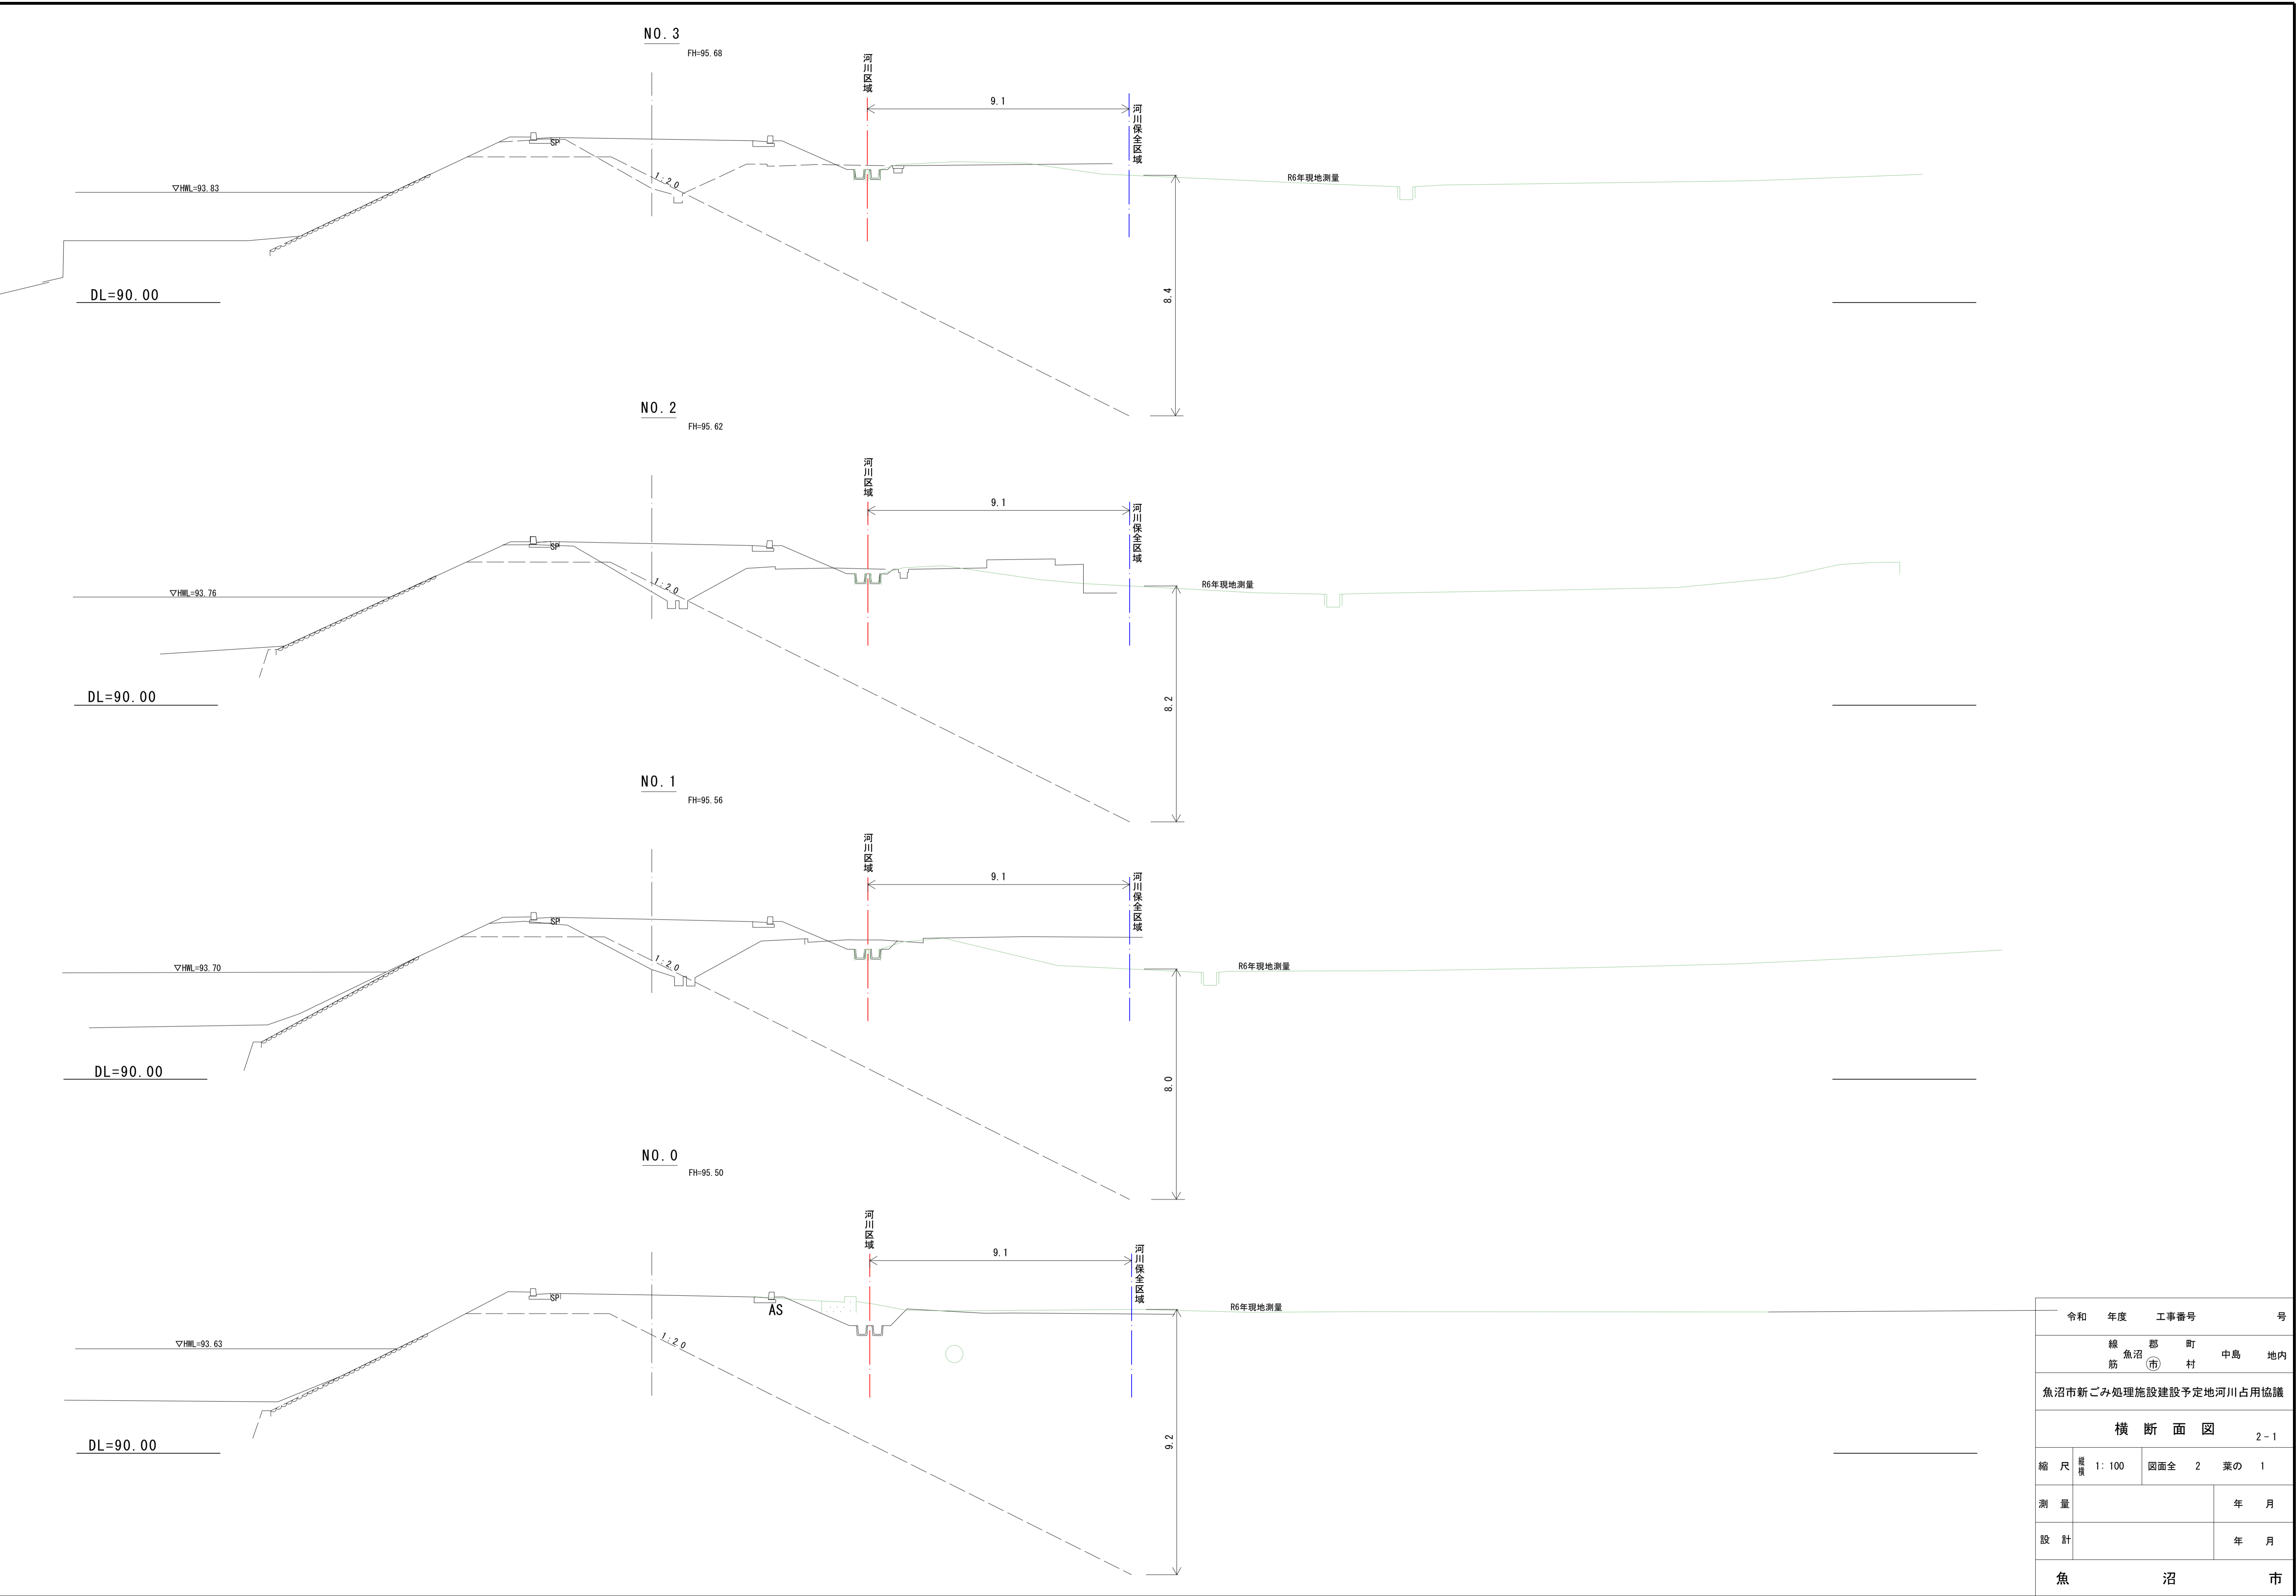 NO.3
FH=95.68
河川区域
9.1
河川保全区域
SP
1:2.0
▽HWL=93.83
R6年現地測量
DL=90.00
8.4
NO.2
FH=95.62
河川区域
9.1
河川保全区域
SP
1:2.0
▽HWL=93.76
R6年現地測量
DL=90.00
8.2
NO.1
FH=95.56
河川区域
9.1
河川保全区域
SP
1:2.0
▽HWL=93.70
R6年現地測量
DL=90.00
8.0
NO.0
FH=95.50
河川区域
9.1
河川保全区域
SP
AS
1:2.0
▽HWL=93.63
R6年現地測量
DL=90.00
9.2
令和 年度 工事番号 号
線 郡 町
魚沼 中島 地内
筋 市 村
魚沼市新ごみ処理施設建設予定地河川占用協議
横断面図 2-1
縮尺 縦横 1:100 図面全 2 葉の 1
測量 年 月
設計 年 月
魚沼市